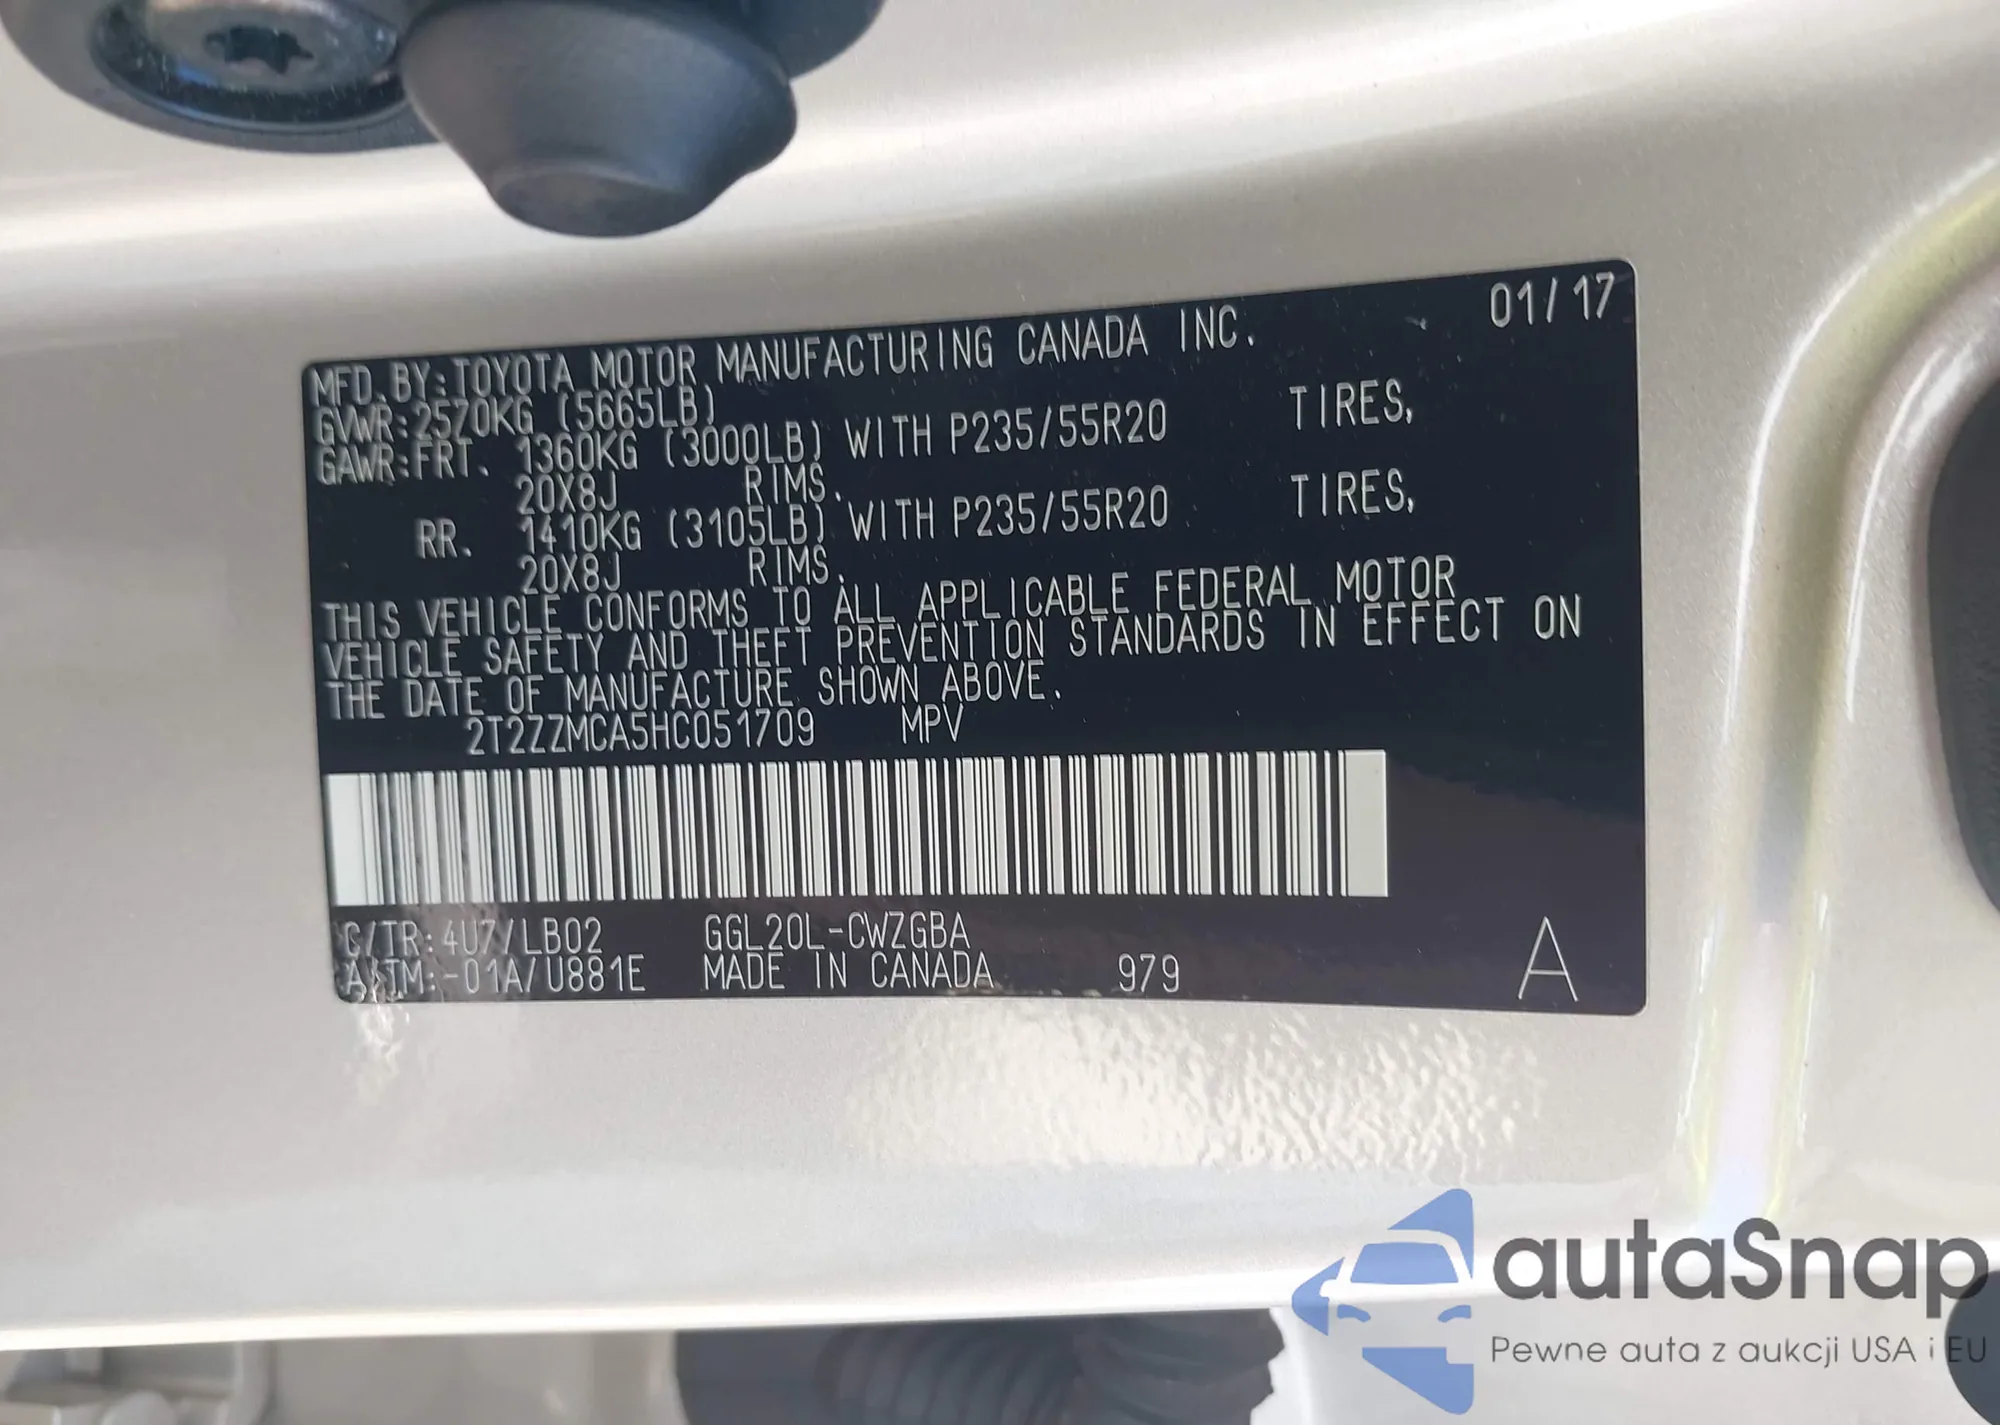 01/17
MFD.BY:TOYOTA MOTOR MANUFACTURING CANADA INC.
GVWR:2570KG (5665LB)
GAWR:FRT. 1360KG (3000LB) WITH P235/55R20 TIRES,
20X8J RIMS.
RR. 1410KG (3105LB) WITH P235/55R20 TIRES,
20X8J RIMS.
THIS VEHICLE CONFORMS TO ALL APPLICABLE FEDERAL MOTOR
VEHICLE SAFETY AND THEFT PREVENTION STANDARDS IN EFFECT ON
THE DATE OF MANUFACTURE SHOWN ABOVE.
2T2ZZMCA5HC051709 MPV
C/TR:4U7/LB02 GGL20L-CWZGBA
A/TM:-01A/U881E MADE IN CANADA 979 A
autaSnap
Pewne auta z aukcji USA i EU